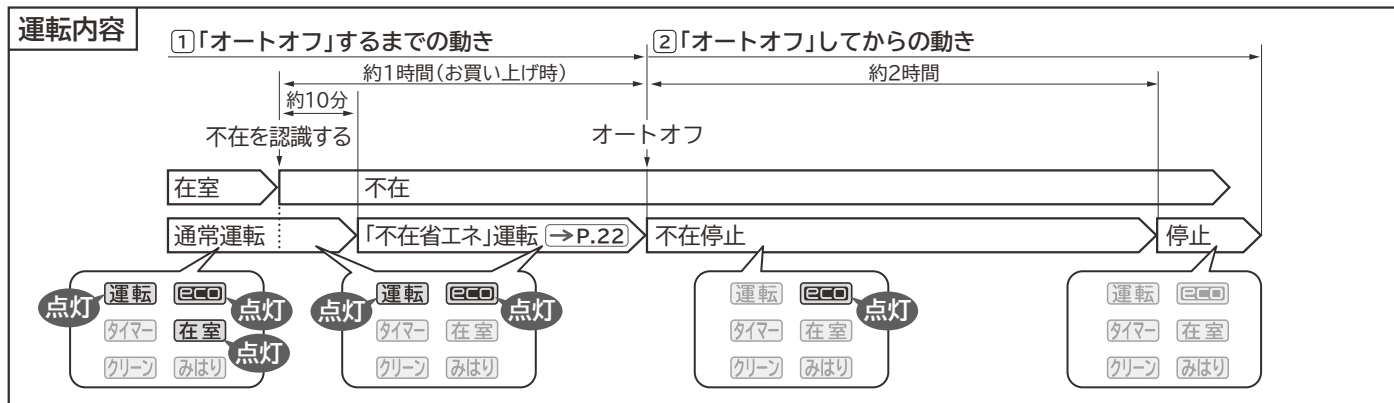 運転内容
①「オートオフ」するまでの動き
②「オートオフ」してからの動き
約1時間(お買い上げ時)
約2時間
約10分
不在を認識する
オートオフ
在室
不在
通常運転
「不在省エネ」運転 →P.22
不在停止
停止
点灯 運転 eco 点灯
タイマー 在室 点灯
クリーン みはり
点灯 運転 eco 点灯
タイマー 在室
クリーン みはり
運転 eco 点灯
タイマー 在室
クリーン みはり
運転 eco
タイマー 在室
クリーン みはり